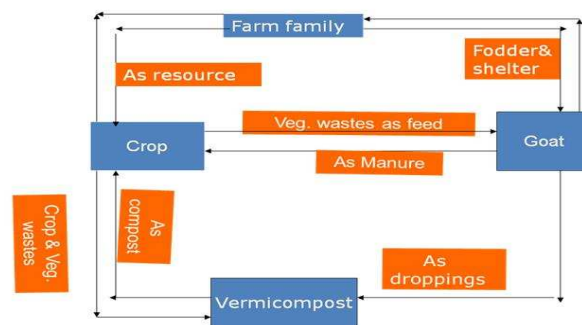 Farm family
As resource
Fodder&
shelter
Veg. wastes as feed
Crop
Goat
As Manure
Crop & Veg.
wastes
As
compost
As
droppings
Vermicompost